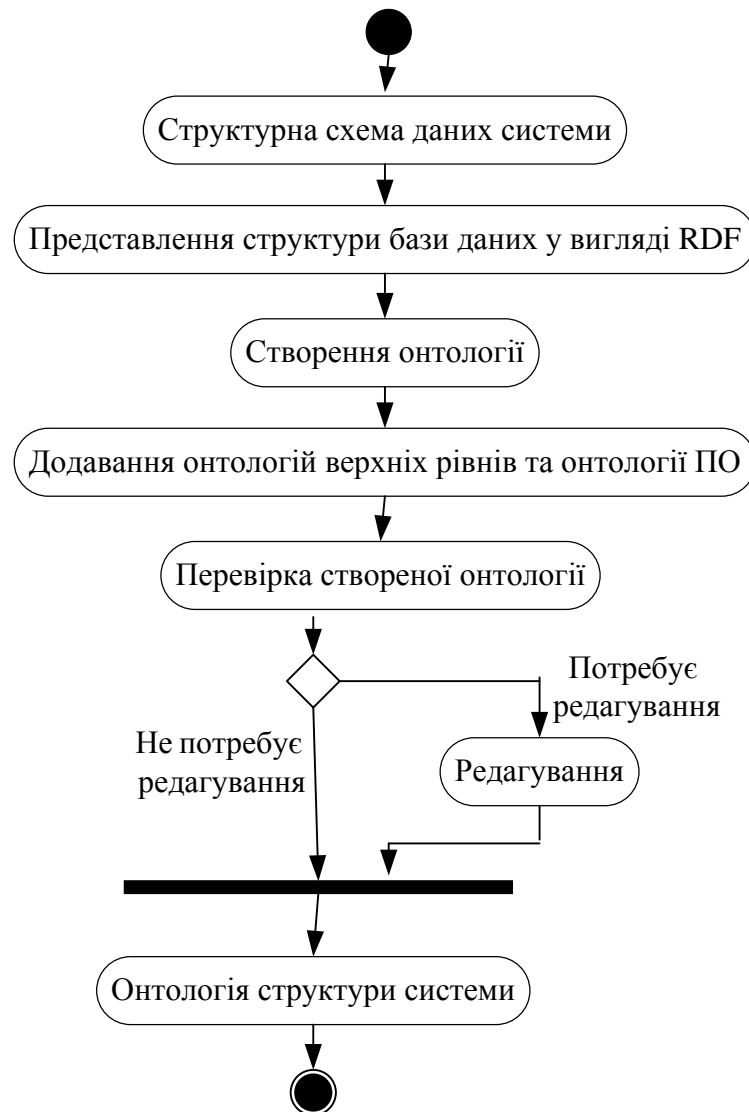 Структурна схема даних системи
Представлення структури бази даних у вигляді RDF
Створення онтології
Додавання онтологій верхніх рівнів та онтології ПО
Перевірка створеної онтології
Потребує
редагування
Не потребує
редагування
Редагування
Онтологія структури системи